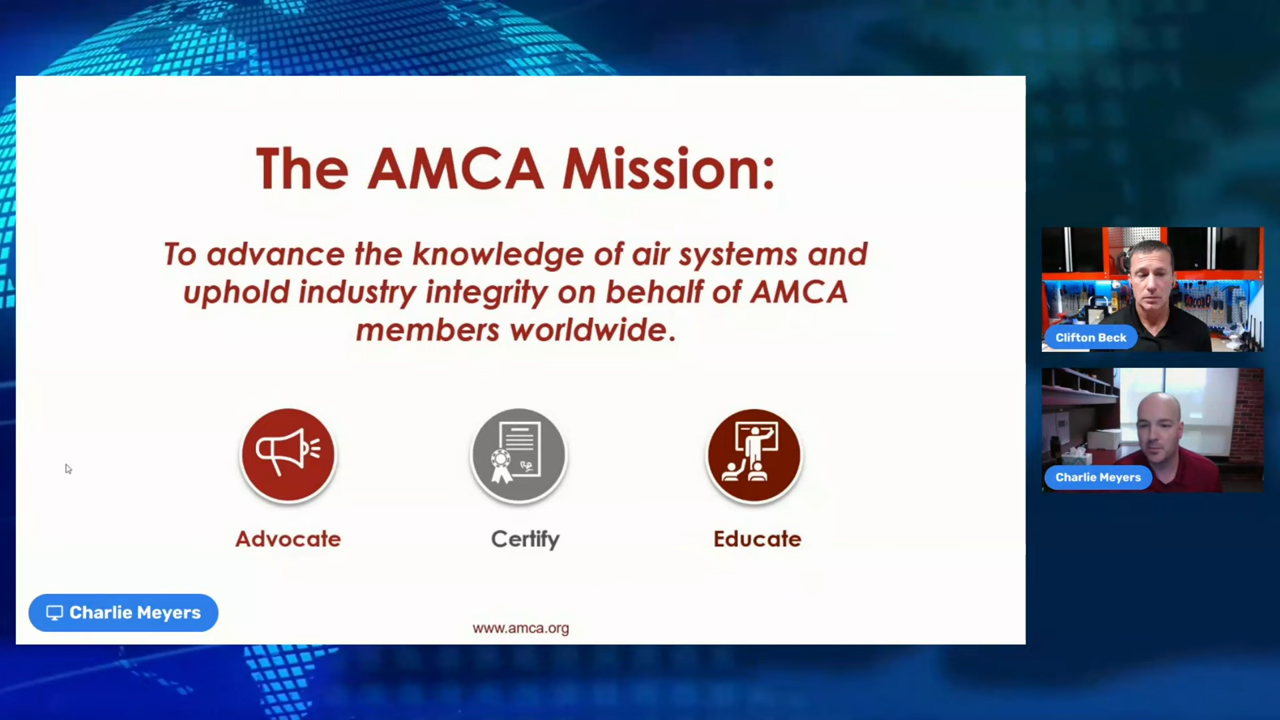 The AMCA Mission:
To advance the knowledge of air systems and
uphold industry integrity on behalf of AMCA
members worldwide.
Advocate
Certify
Educate
Charlie Meyers
www.amca.org
Clifton Beck
Charlie Meyers